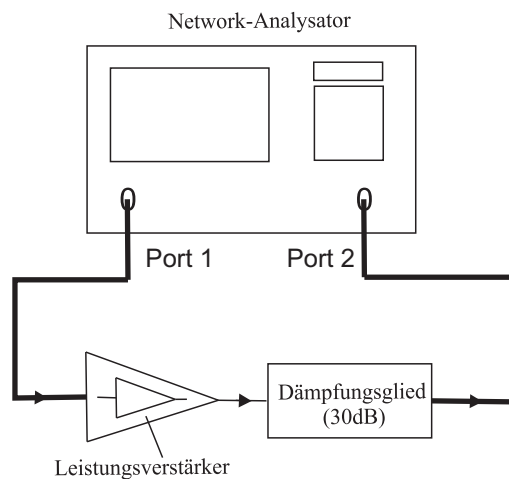 Network-Analysator
Port 1
Port 2
Dämpfungsglied
(30dB)
Leistungsverstärker